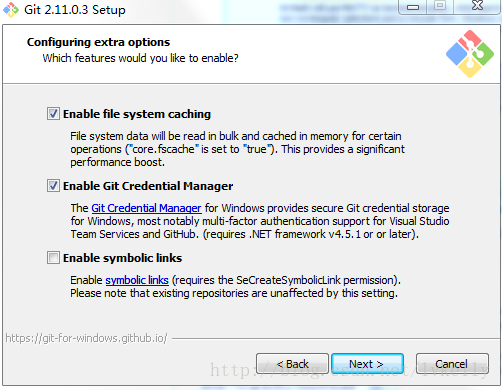 Git 2.11.0.3 Setup
Configuring extra options
Which features would you like to enable?
Enable file system caching
File system data will be read in bulk and cached in memory for certain
operations ("core.fscache" is set to "true"). This provides a significant
performance boost.
Enable Git Credential Manager
The Git Credential Manager for Windows provides secure Git credential storage
for Windows, most notably multi-factor authentication support for Visual Studio
Team Services and GitHub. (requires .NET framework v4.5.1 or or later).
Enable symbolic links
Enable symbolic links (requires the SeCreateSymbolicLink permission).
Please note that existing repositories are unaffected by this setting.
https://git-for-windows.github.io/
< Back
Next >
Cancel